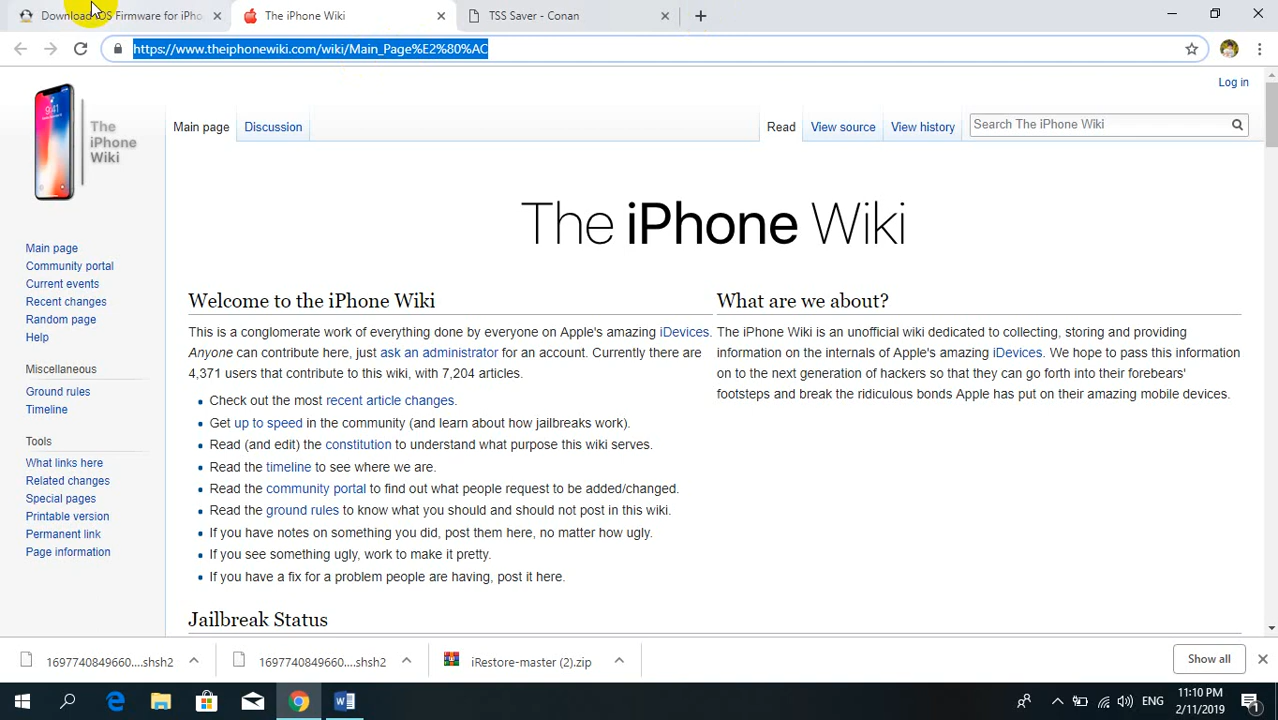 Download iOS Firmware for iPho
The iPhone Wiki
TSS Saver - Conan
https://www.theiphonewiki.com/wiki/Main_Page%E2%80%AC
Log in
9:41
The
iPhone
Wiki
Main page
Discussion
Read
View source
View history
Search The iPhone Wiki
The iPhone Wiki
Main page
Community portal
Current events
Recent changes
Random page
Help
Miscellaneous
Ground rules
Timeline
Tools
What links here
Related changes
Special pages
Printable version
Permanent link
Page information
Welcome to the iPhone Wiki
This is a conglomerate work of everything done by everyone on Apple's amazing iDevices.
Anyone can contribute here, just ask an administrator for an account. Currently there are
4,371 users that contribute to this wiki, with 7,204 articles.
• Check out the most recent article changes.
• Get up to speed in the community (and learn about how jailbreaks work).
• Read (and edit) the constitution to understand what purpose this wiki serves.
• Read the timeline to see where we are.
• Read the community portal to find out what people request to be added/changed.
• Read the ground rules to know what you should and should not post in this wiki.
• If you have notes on something you did, post them here, no matter how ugly.
• If you see something ugly, work to make it pretty.
• If you have a fix for a problem people are having, post it here.
Jailbreak Status
What are we about?
The iPhone Wiki is an unofficial wiki dedicated to collecting, storing and providing
information on the internals of Apple's amazing iDevices. We hope to pass this information
on to the next generation of hackers so that they can go forth into their forebears'
footsteps and break the ridiculous bonds Apple has put on their amazing mobile devices.
1697740849660....shsh2
1697740849660....shsh2
iRestore-master (2).zip
Show all
ENG
11:10 PM
2/11/2019
1